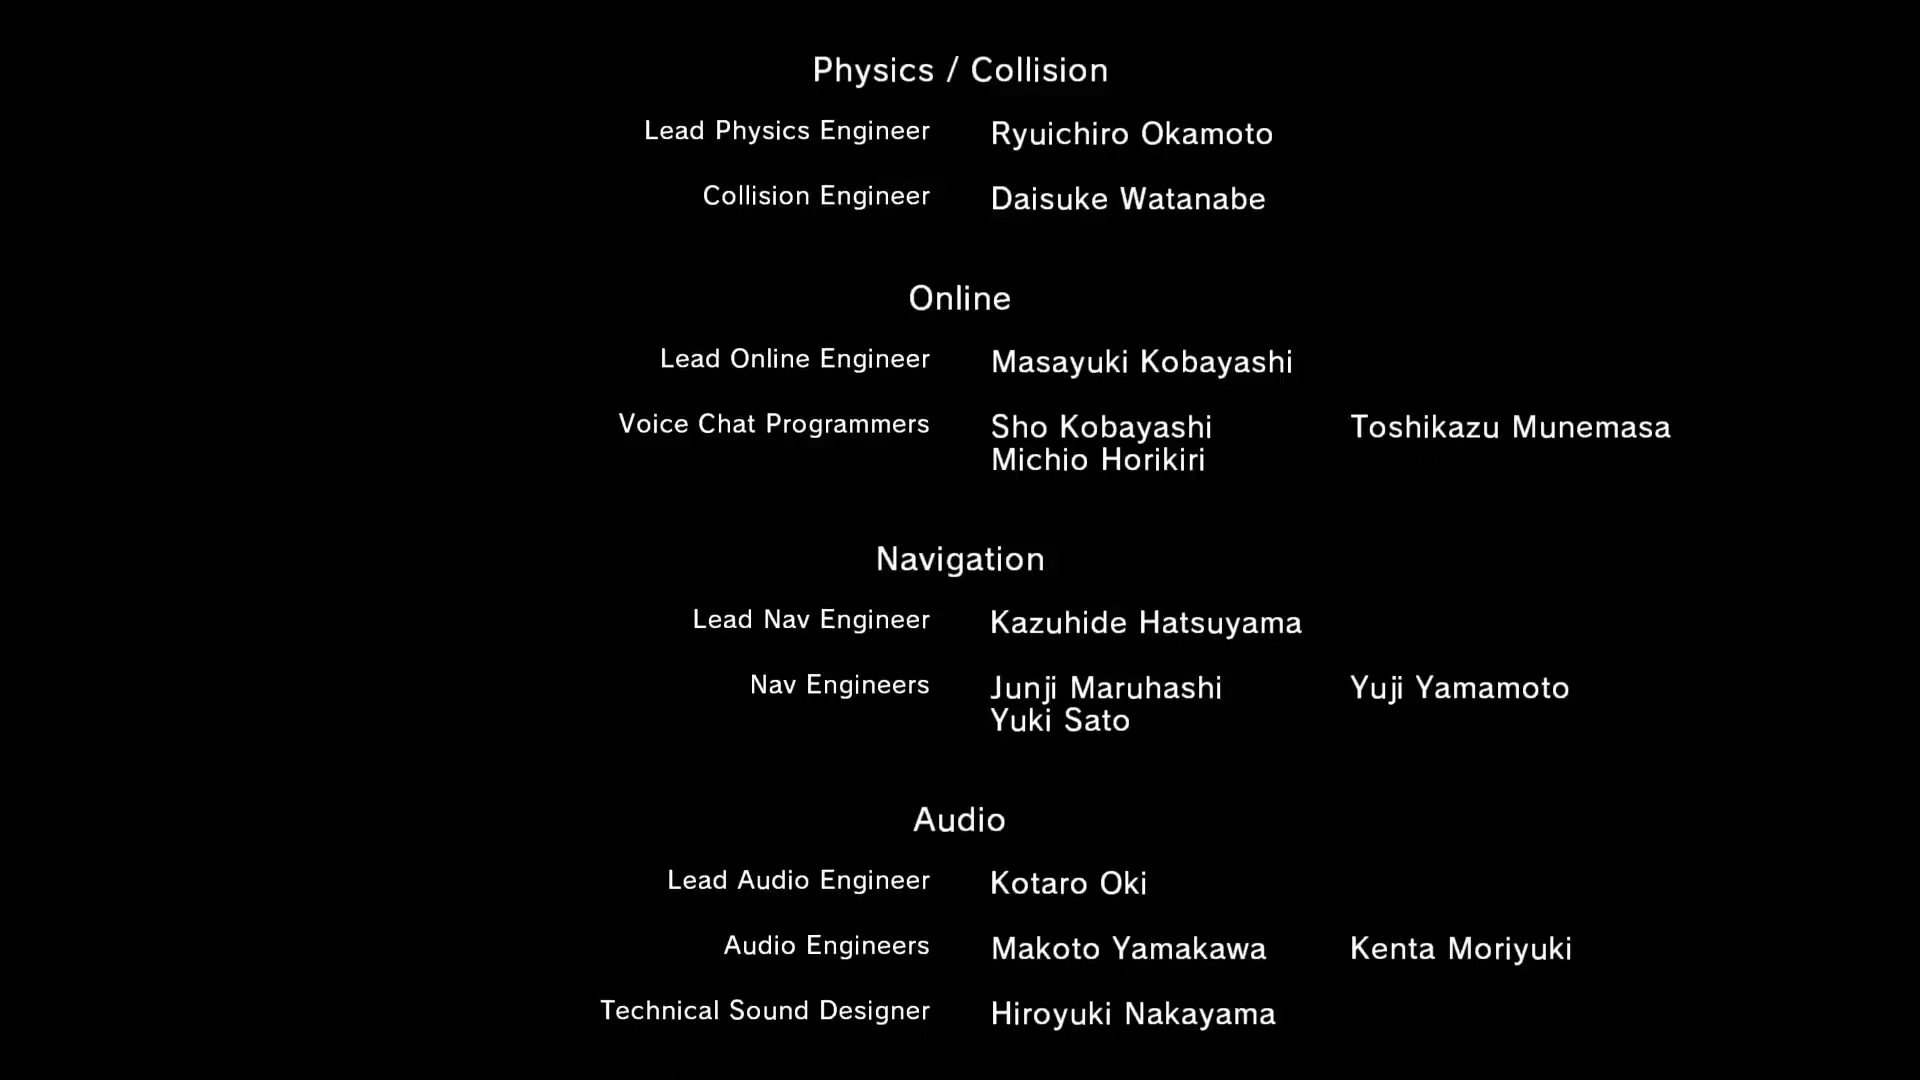 Physics / Collision
Lead Physics Engineer Ryuichiro Okamoto
Collision Engineer Daisuke Watanabe
Online
Lead Online Engineer Masayuki Kobayashi
Voice Chat Programmers Sho Kobayashi Toshikazu Munemasa
Michio Horikiri
Navigation
Lead Nav Engineer Kazuhide Hatsuyama
Nav Engineers Junji Maruhashi Yuji Yamamoto
Yuki Sato
Audio
Lead Audio Engineer Kotaro Oki
Audio Engineers Makoto Yamakawa Kenta Moriyuki
Technical Sound Designer Hiroyuki Nakayama